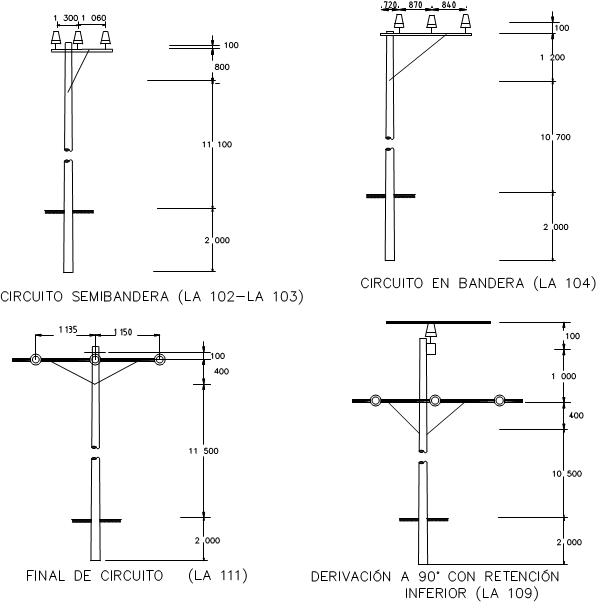 1 300 1 060
100
800
11 100
2 000
CIRCUITO SEMIBANDERA (LA 102-LA 103)
720 870 840
100
1 200
10 700
2 000
CIRCUITO EN BANDERA (LA 104)
1 135 1 150
100
400
11 500
2 000
FINAL DE CIRCUITO (LA 111)
100
1 000
400
10 500
2 000
DERIVACIÓN A 90° CON RETENCIÓN
INFERIOR (LA 109)